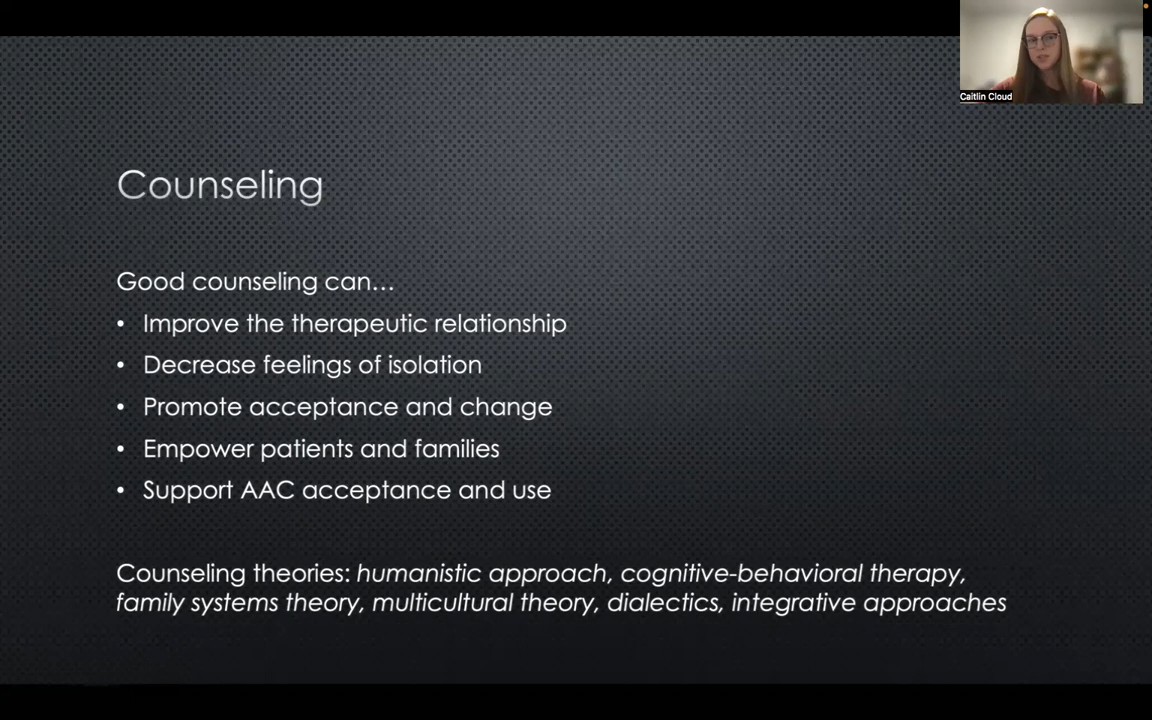 Caitlin Cloud
Counseling
Good counseling can...
• Improve the therapeutic relationship
• Decrease feelings of isolation
• Promote acceptance and change
• Empower patients and families
• Support AAC acceptance and use
Counseling theories: humanistic approach, cognitive-behavioral therapy,
family systems theory, multicultural theory, dialectics, integrative approaches